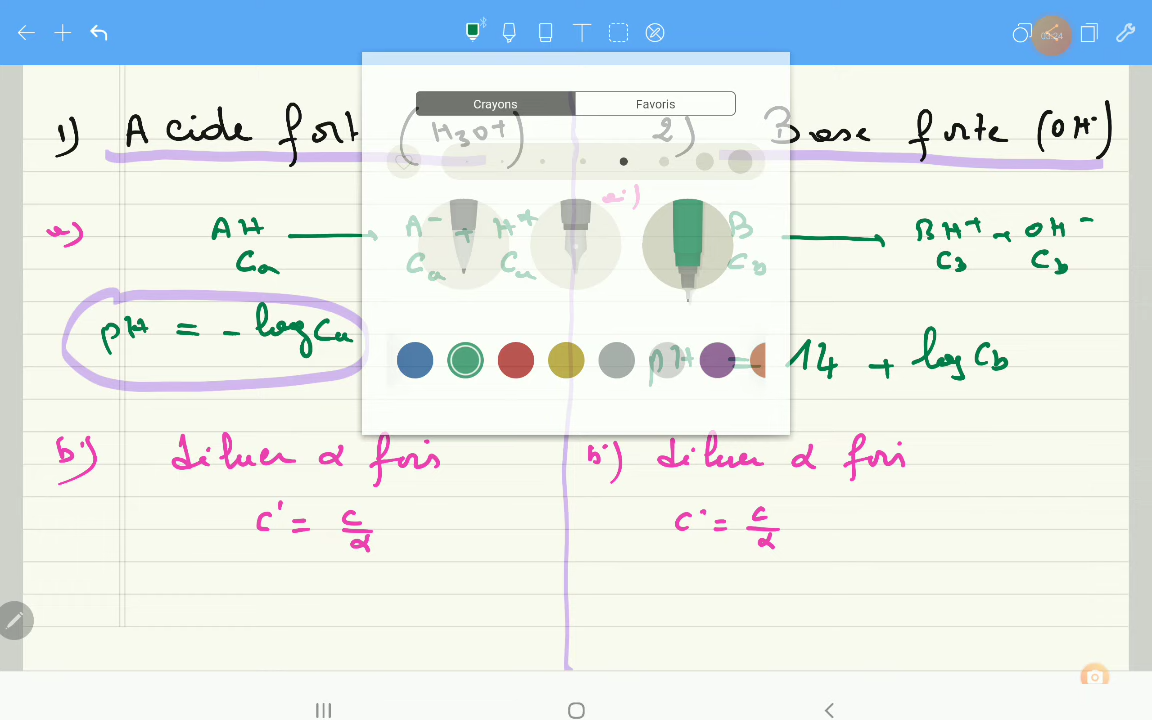 Crayons Favoris
1) Acide fort (H3O+)
a) AH → A- + H+
Ca Ca Ca
pH = - log Ca
b) diluer α fois
c' = c/α
2) Base forte (OH-)
a) B → BH+ + OH-
Cb Cb Cb
pH = 14 + log Cb
b) diluer α fois
c' = c/α